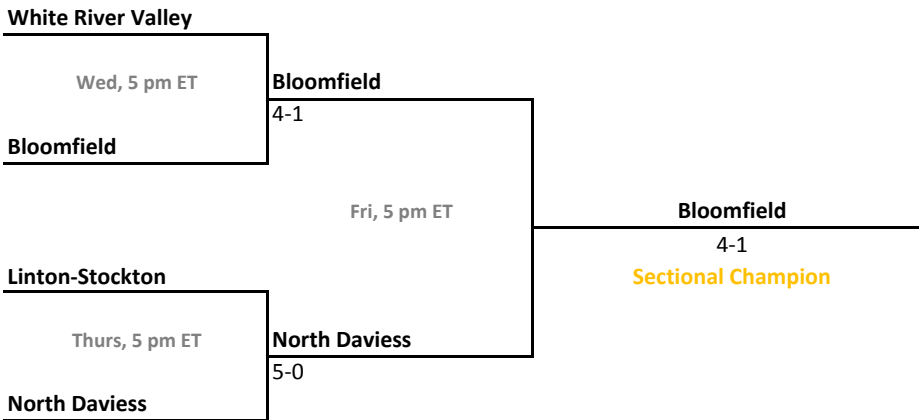 White River Valley
Wed, 5 pm ET
Bloomfield
4-1
Bloomfield
Fri, 5 pm ET
Bloomfield
4-1
Sectional Champion
Linton-Stockton
Thurs, 5 pm ET
North Daviess
5-0
North Daviess